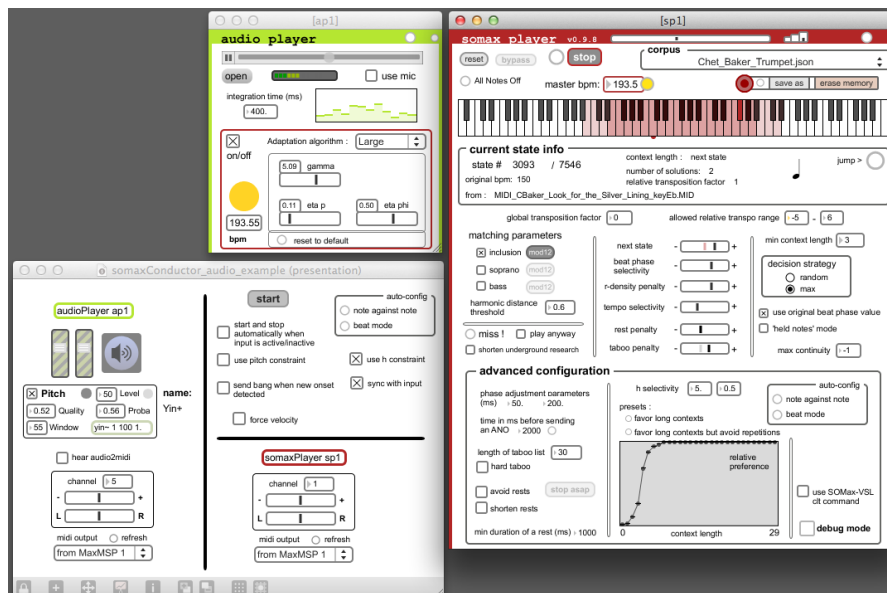 [ap1]
audio player
open
use mic
integration time (ms)
400.
on/off
Adaptation algorithm :
Large
5.09 gamma
0.11 eta p
0.50 eta phi
193.55
bpm
reset to default
[sp1]
somax player v0.9.8
reset
bypass
stop
corpus
Chet_Baker_Trumpet.json
All Notes Off
master bpm:
193.5
save as
erase memory
current state info
state # 3093 / 7546
original bpm: 150
context length : next state
number of solutions: 2
relative transposition factor 1
jump >
from : MIDI_CBaker_Look_for_the_Silver_Lining_keyEb.MID
global transposition factor
0
allowed relative transpo range
-5 - 6
matching parameters
inclusion mod12
soprano mod12
bass mod12
harmonic distance
threshold
0.6
miss !
play anyway
shorten underground research
next state - +
beat phase
selectivity - +
r-density penalty - +
tempo selectivity - +
rest penalty - +
taboo penalty - +
min context length 3
decision strategy
random
max
use original beat phase value
'held notes' mode
max continuity -1
advanced configuration
phase adjustment parameters
(ms) 50. 200.
time in ms before sending
an ANO 2000
length of taboo list 30
hard taboo
avoid rests
stop asap
shorten rests
min duration of a rest (ms) 1000
h selectivity 5. 0.5
presets :
favor long contexts
favor long contexts but avoid repetitions
relative
preference
0 context length 29
auto-config
note against note
beat mode
use SOMax-VSL
clt command
debug mode
somaxConductor_audio_example (presentation)
audioPlayer ap1
Pitch
50 Level
0.52 Quality
0.56 Proba
55 Window
yin~ 1 100 1.
name:
Yin+
hear audio2midi
channel 5
- +
L R
midi output
refresh
from MaxMSP 1
start
auto-config
note against note
beat mode
start and stop
automatically when
input is active/inactive
use pitch constraint
use h constraint
send bang when new onset
detected
sync with input
force velocity
somaxPlayer sp1
channel 1
- +
L R
midi output
refresh
from MaxMSP 1